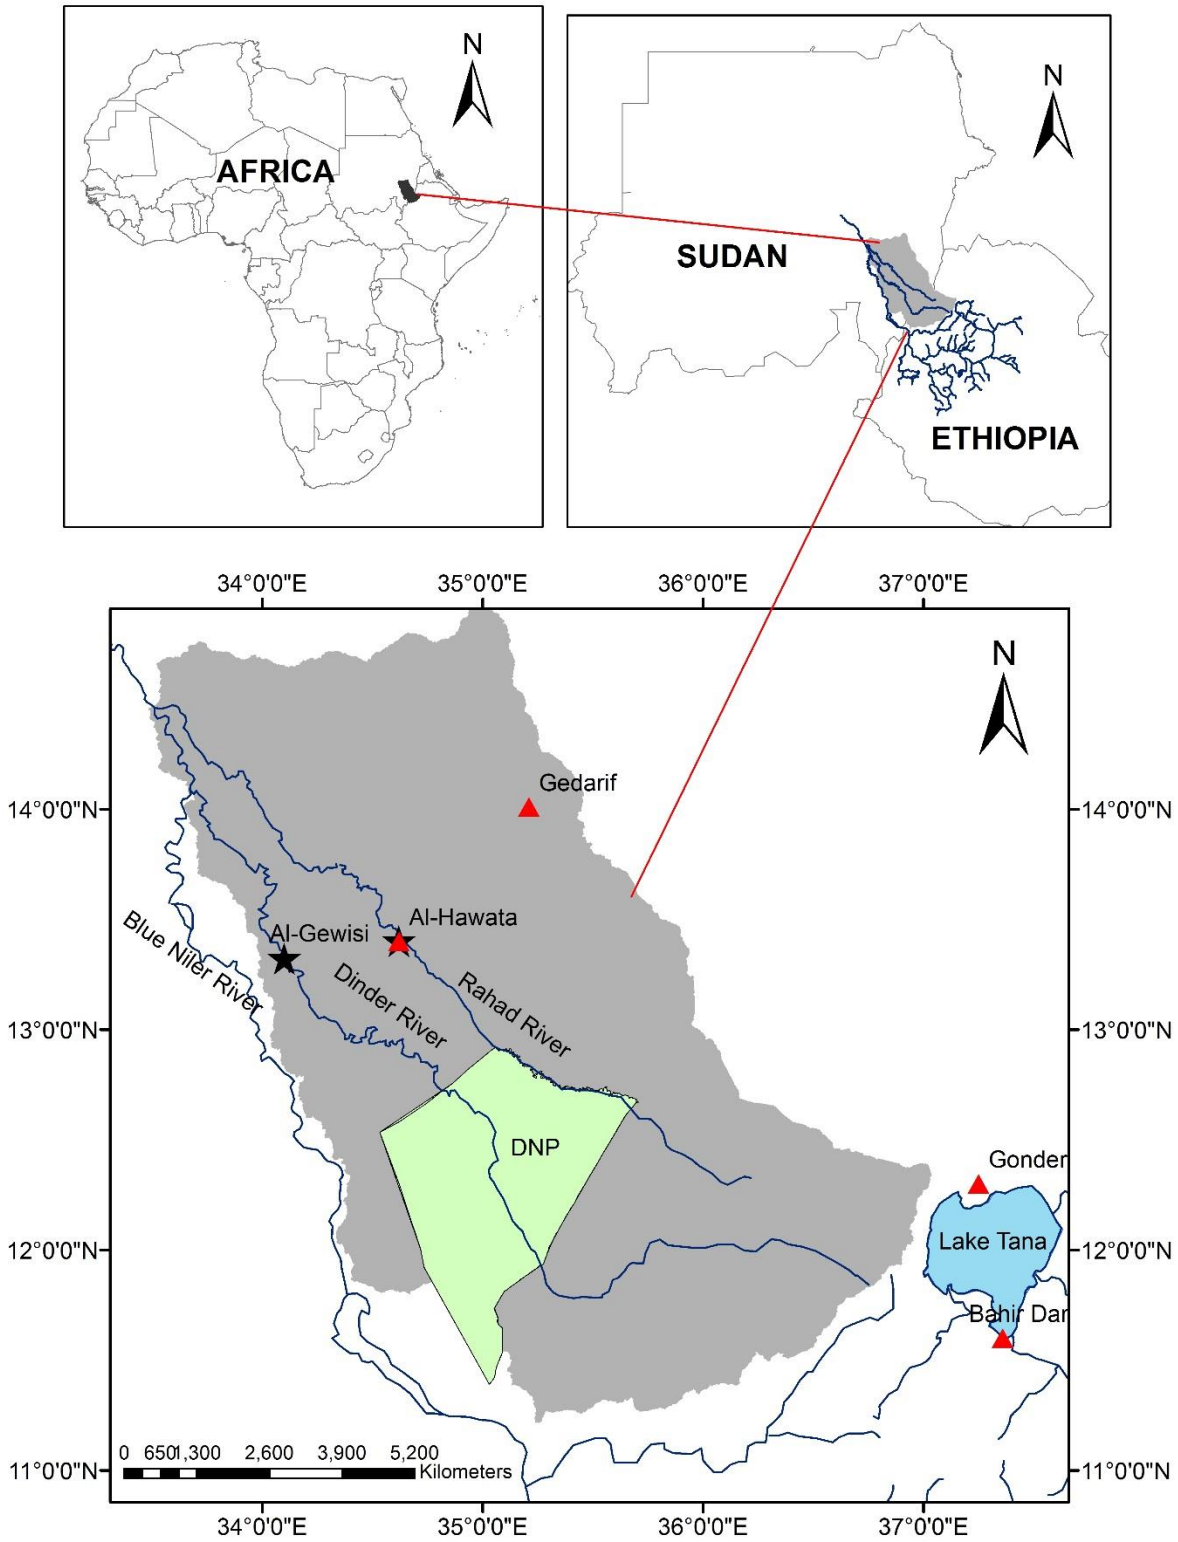 N
AFRICA
N
SUDAN
ETHIOPIA
34°0'0"E 35°0'0"E 36°0'0"E 37°0'0"E
N
Gedarif
14°0'0"N 14°0'0"N
Al-Hawata
Al-Gewisi
Blue Niler River
Dinder River
Rahad River
13°0'0"N 13°0'0"N
DNP
Gonder
Lake Tana
12°0'0"N 12°0'0"N
Bahir Dar
0 650 1,300 2,600 3,900 5,200
Kilometers
11°0'0"N 11°0'0"N
34°0'0"E 35°0'0"E 36°0'0"E 37°0'0"E